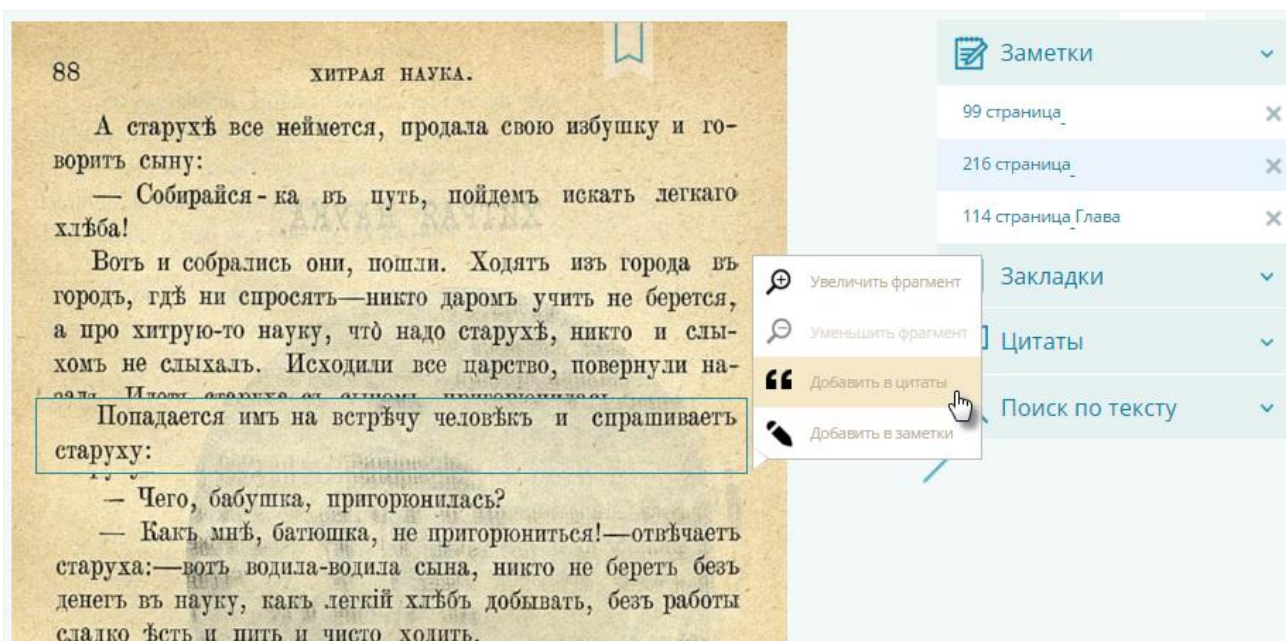 88
ХИТРАЯ НАУКА.
А старухѣ все неймется, продала свою избушку и го-
воритъ сыну:
— Собирайся-ка въ путь, пойдемъ искать легкаго
хлѣба!
Вотъ и собрались они, пошли. Ходятъ изъ города въ
городъ, гдѣ ни спросятъ—никто даромъ учить не берется,
а про хитрую-то науку, что̀ надо старухѣ, никто и слы-
хомъ не слыхалъ. Исходили все царство, повернули на-
Попадается имъ на встрѣчу человѣкъ и спрашиваетъ
старуху:
— Чего, бабушка, пригорюнилась?
— Какъ мнѣ, батюшка, не пригорюниться!—отвѣчаетъ
старуха:—вотъ водила-водила сына, никто не беретъ безъ
денегъ въ науку, какъ легкій хлѣбъ добывать, безъ работы
сладко ѣсть и пить и чисто ходить.
Увеличить фрагмент
Уменьшить фрагмент
Добавить в цитаты
Добавить в заметки
Заметки
99 страница
216 страница
114 страница Глава
Закладки
Цитаты
Поиск по тексту